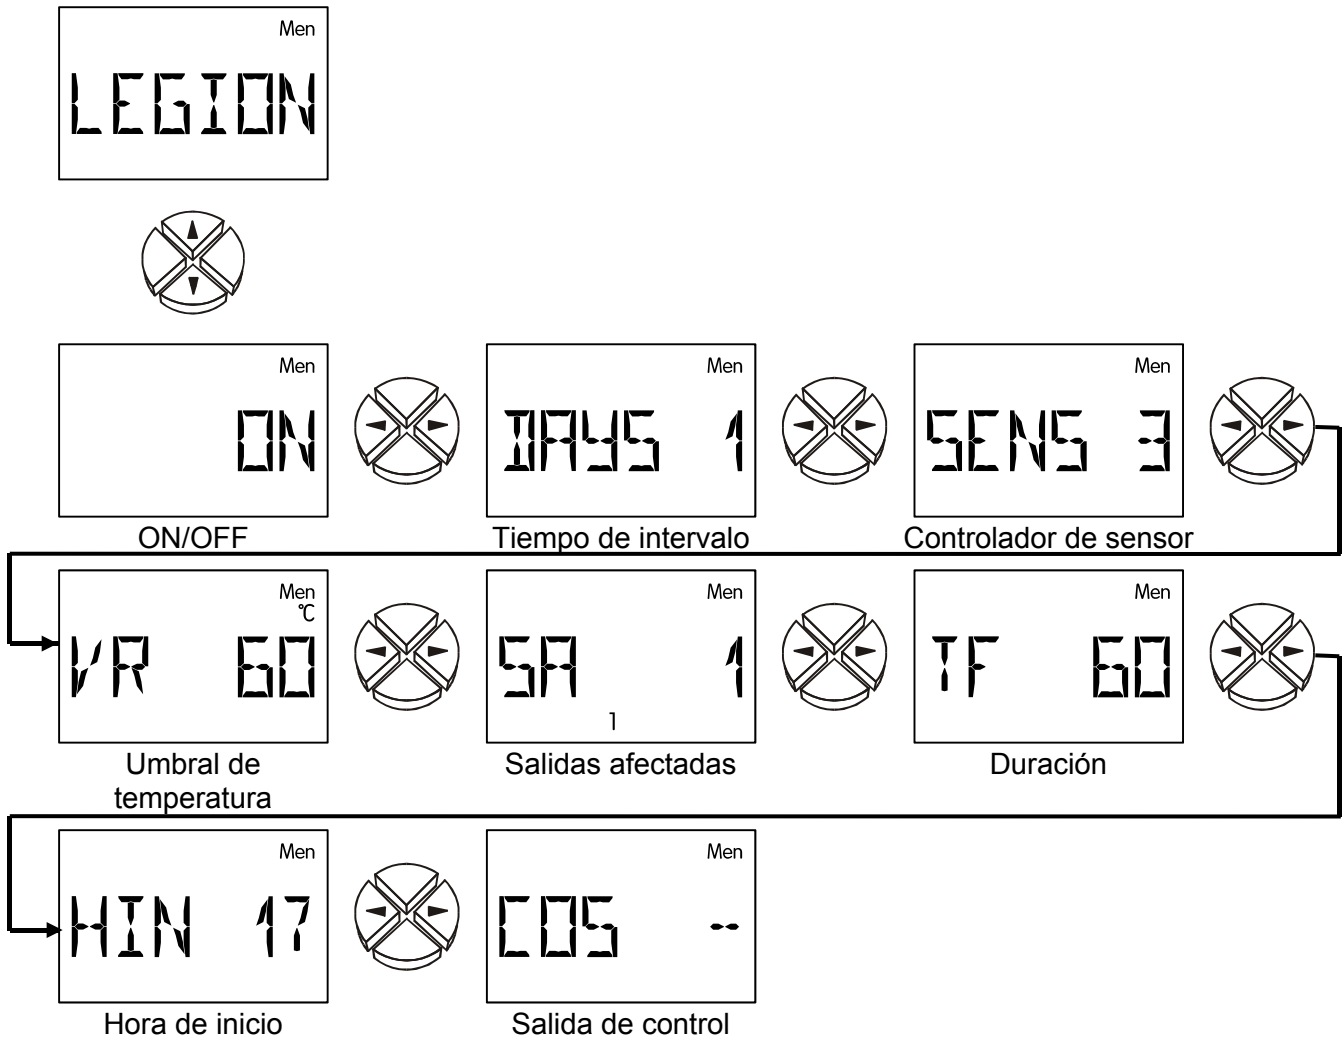 Men
LEGION
Men
ON
ON/OFF
Men
DAYS 1
Tiempo de intervalo
Men
SENS 3
Controlador de sensor
Men
°C
VR 60
Umbral de
temperatura
Men
SA 1
1
Salidas afectadas
Men
TF 60
Duración
Men
HIN 17
Hora de inicio
Men
COS --
Salida de control